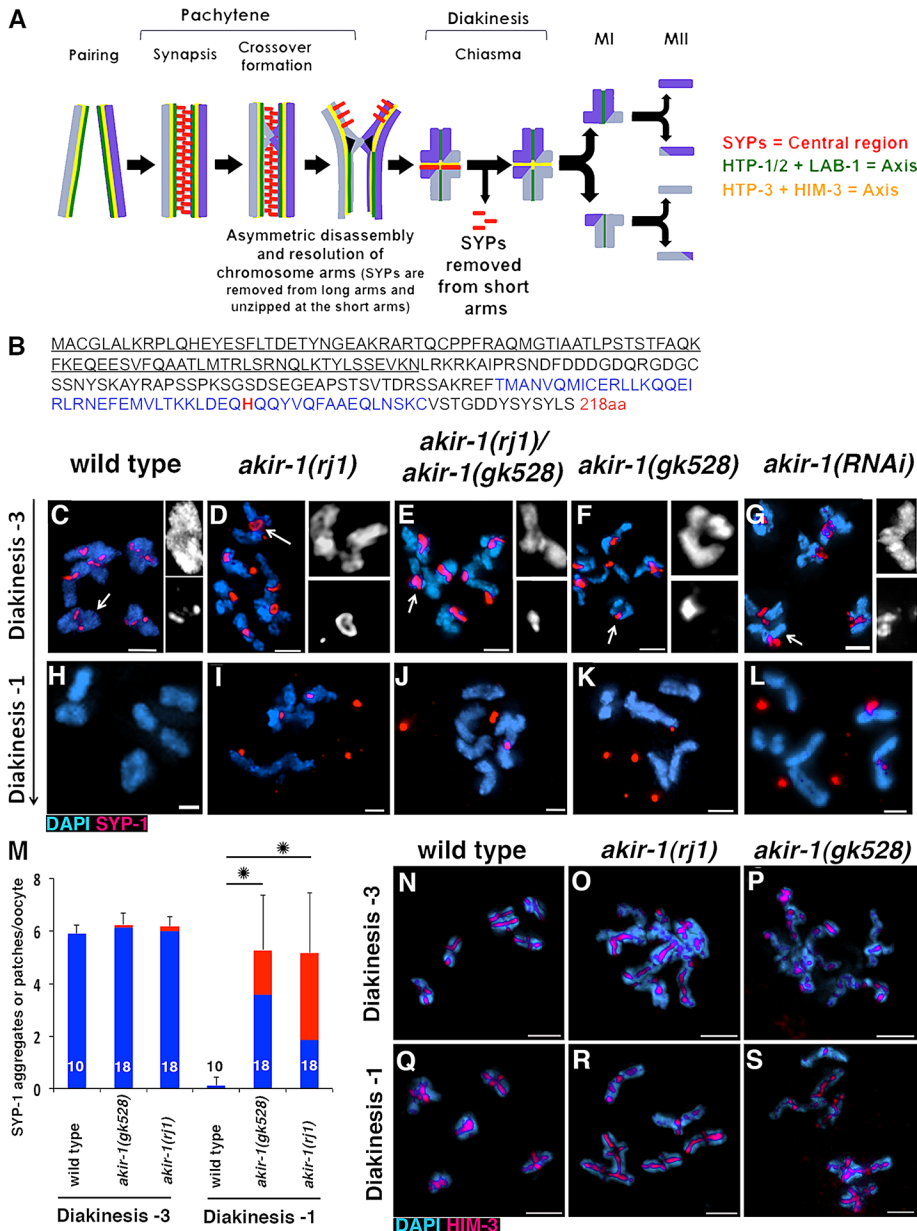 A
Pachytene
Diakinesis
Pairing
Synapsis
Crossover
formation
Chiasma
MI
MII
SYPs = Central region
HTP-1/2 + LAB-1 = Axis
HTP-3 + HIM-3 = Axis
Asymmetric disassembly
and resolution of
chromosome arms (SYPs are
removed from long arms and
unzipped at the short arms)
SYPs
removed
from short
arms
B
MACGLALKRPLQHEYESFLTDETYNGEAKRARTQCPPFRAQMGTIAATLPSTSTFAQK
FKEQEESVFQAATLMTRLSRNQLKTYLSSEVKNLRKRKAIPRSNDFDDDGDQRGDGC
SSNYSKAYRAPSSPKSGSDSEGEAPSTSVTDRSSAKREFTMANVQMICERLLKQQEI
RLRNEFEMVLTKKLDEQHQQYVQFAAEQLNSKCVSTGDDYSYSYLS 218aa
wild type
akir-1(rj1)
akir-1(rj1)/
akir-1(gk528)
akir-1(gk528)
akir-1(RNAi)
Diakinesis -3
C
D
E
F
G
Diakinesis -1
H
I
J
K
L
DAPI SYP-1
M
SYP-1 aggregates or patches/oocyte
8
6
4
2
0
10
18
18
10
18
18
wild type
akir-1(gk528)
akir-1(rj1)
wild type
akir-1(gk528)
akir-1(rj1)
Diakinesis -3
Diakinesis -1
wild type
akir-1(rj1)
akir-1(gk528)
Diakinesis -3
N
O
P
Diakinesis -1
Q
R
S
DAPI HIM-3